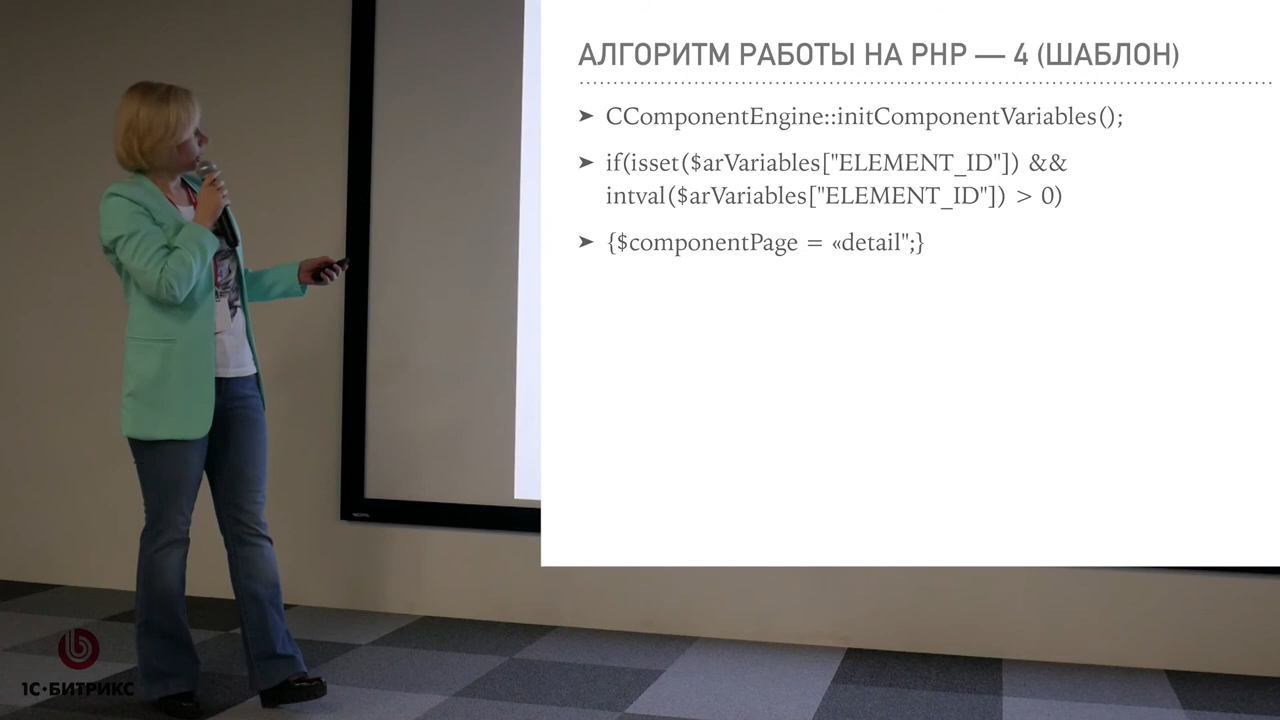 АЛГОРИТМ РАБОТЫ НА PHP — 4 (ШАБЛОН)
➤ CComponentEngine::initComponentVariables();
➤ if(isset($arVariables["ELEMENT_ID"]) &&
intval($arVariables["ELEMENT_ID"]) > 0)
➤ {$componentPage = «detail";}
1С·БИТРИКС